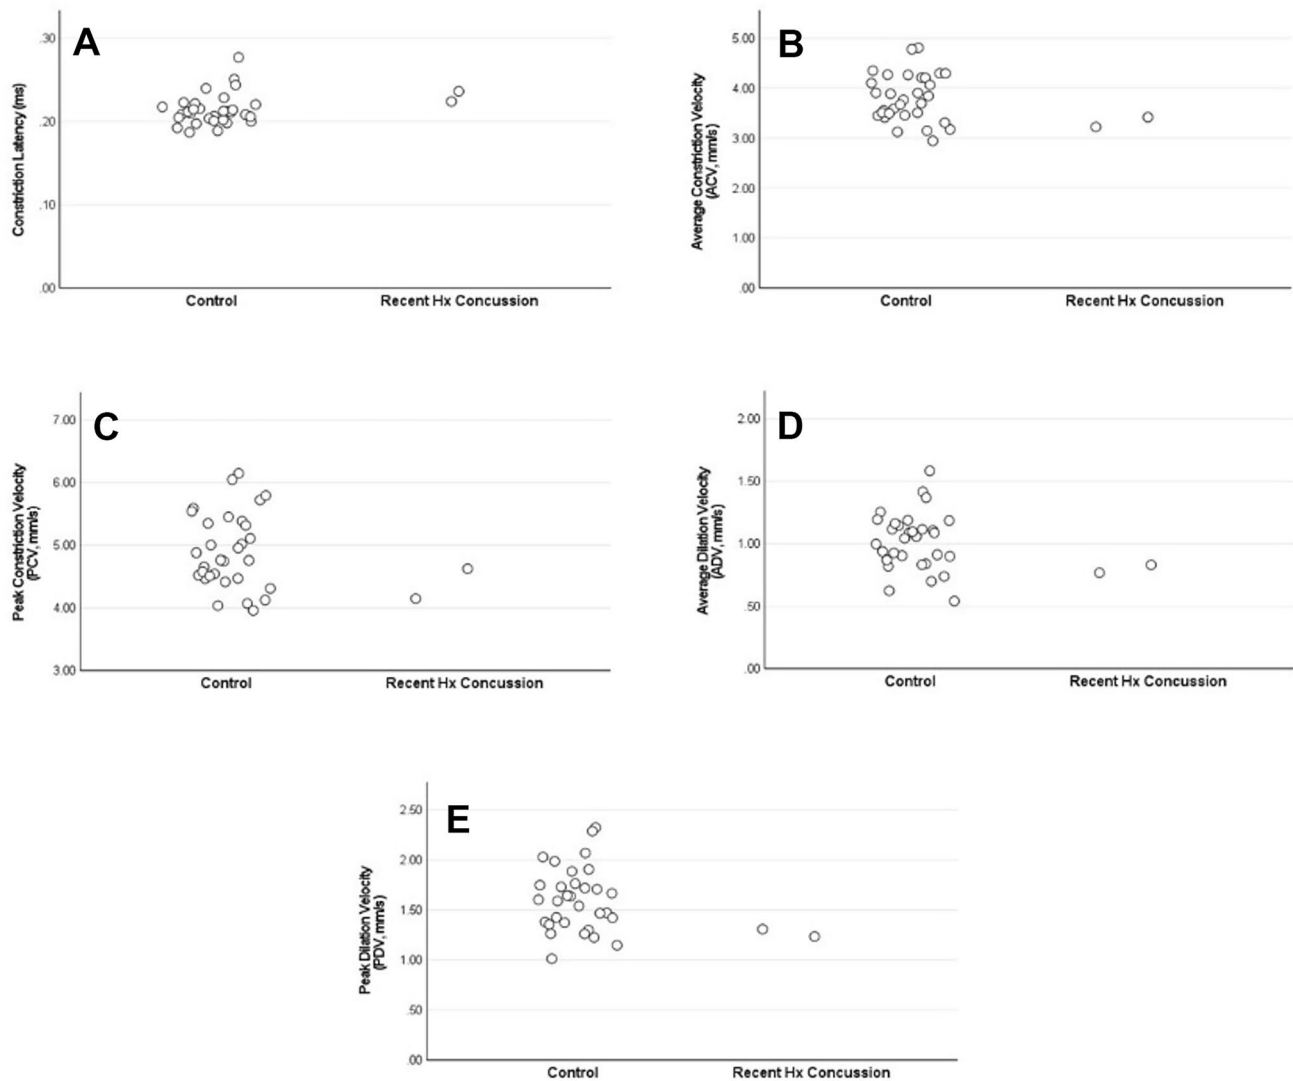 A
.30
.20
.10
.00
Constriction Latency (ms)
Control
Recent Hx Concussion
B
5.00
4.00
3.00
2.00
1.00
.00
Average Constriction Velocity
(ACV, mm/s)
Control
Recent Hx Concussion
C
7.00
6.00
5.00
4.00
3.00
Peak Constriction Velocity
(PCV, mm/s)
Control
Recent Hx Concussion
D
2.00
1.50
1.00
.50
.00
Average Dilation Velocity
(ADV, mm/s)
Control
Recent Hx Concussion
E
2.50
2.00
1.50
1.00
.50
.00
Peak Dilation Velocity
(PDV, mm/s)
Control
Recent Hx Concussion